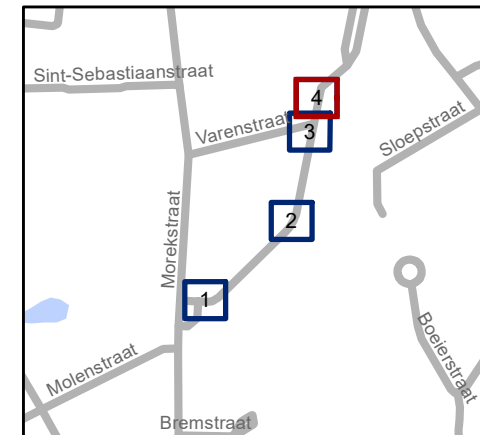 Sint-Sebastiaanstraat
4
Varenstraat
3
Sloepstraat
2
Morekstraat
1
Molenstraat
Boeierstraat
Bremstraat